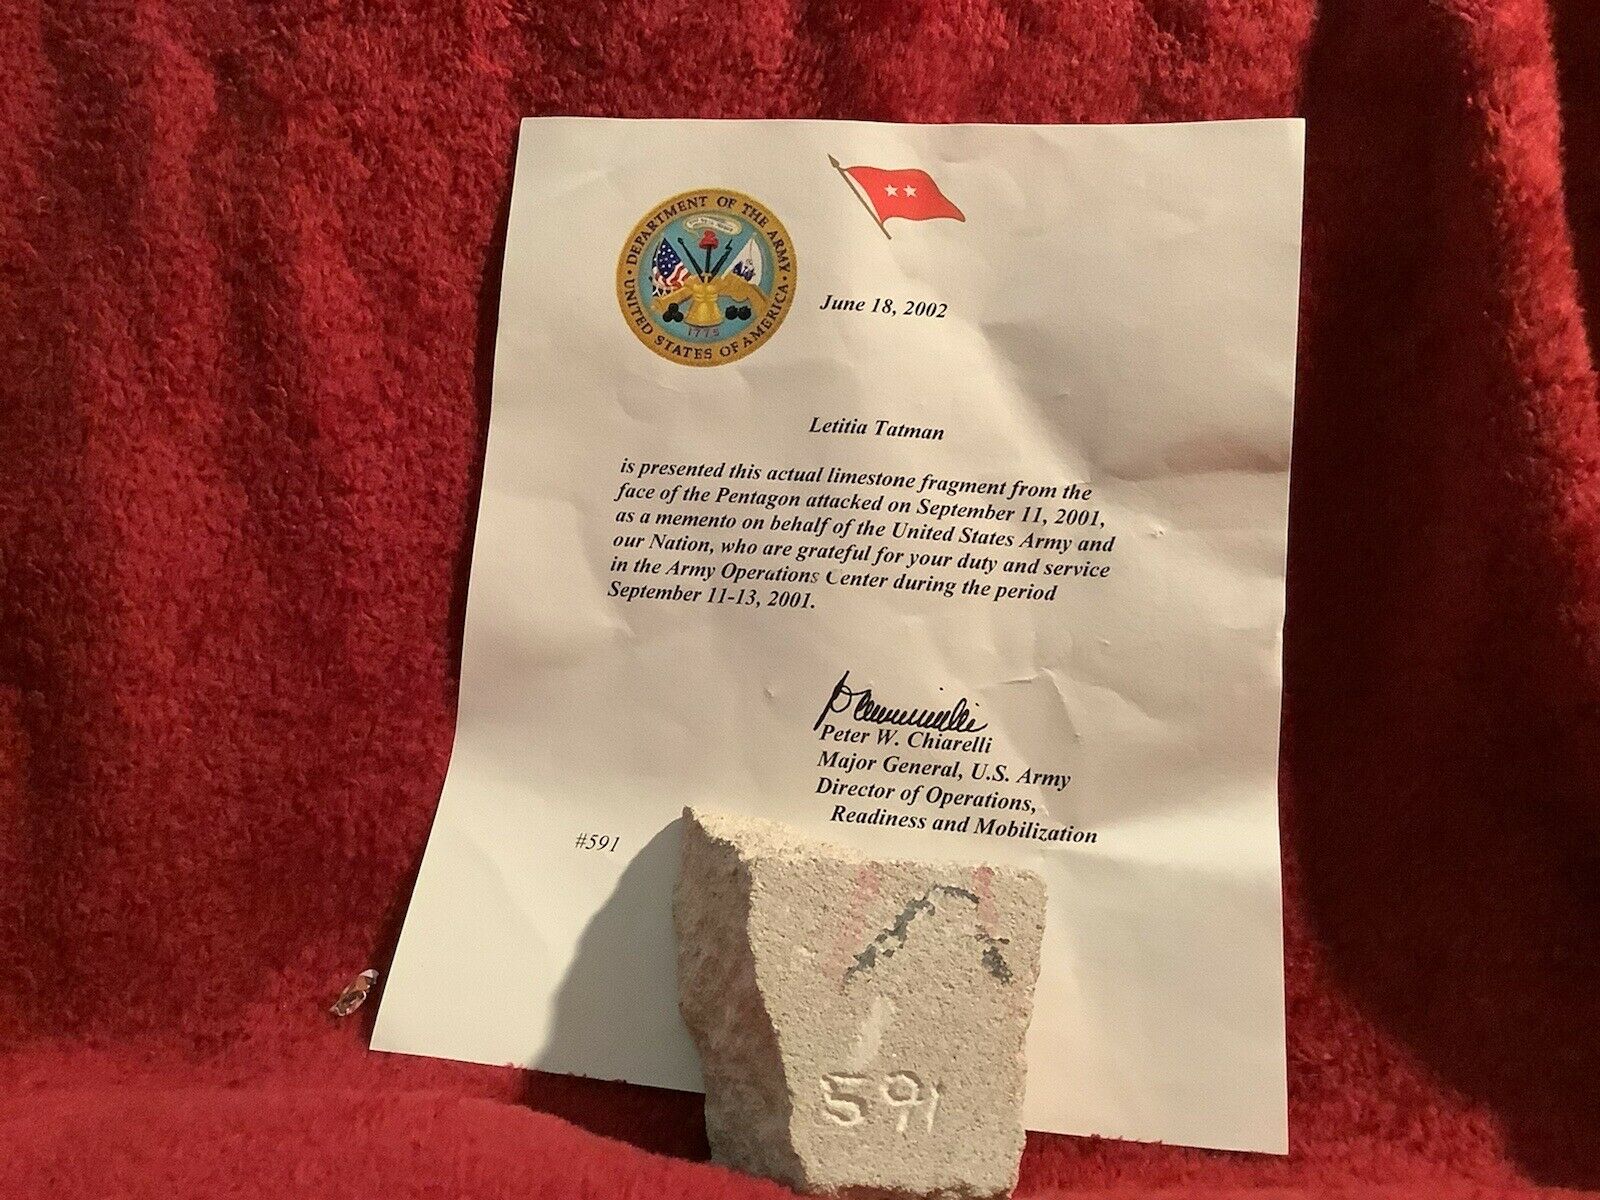 DEPARTMENT OF THE ARMY
UNITED STATES OF AMERICA
1775
June 18, 2002
Letitia Tatman
is presented this actual limestone fragment from the
face of the Pentagon attacked on September 11, 2001,
as a memento on behalf of the United States Army and
our Nation, who are grateful for your duty and service
in the Army Operations Center during the period
September 11-13, 2001.
Peter W. Chiarelli
Major General, U.S. Army
Director of Operations,
Readiness and Mobilization
#591
591